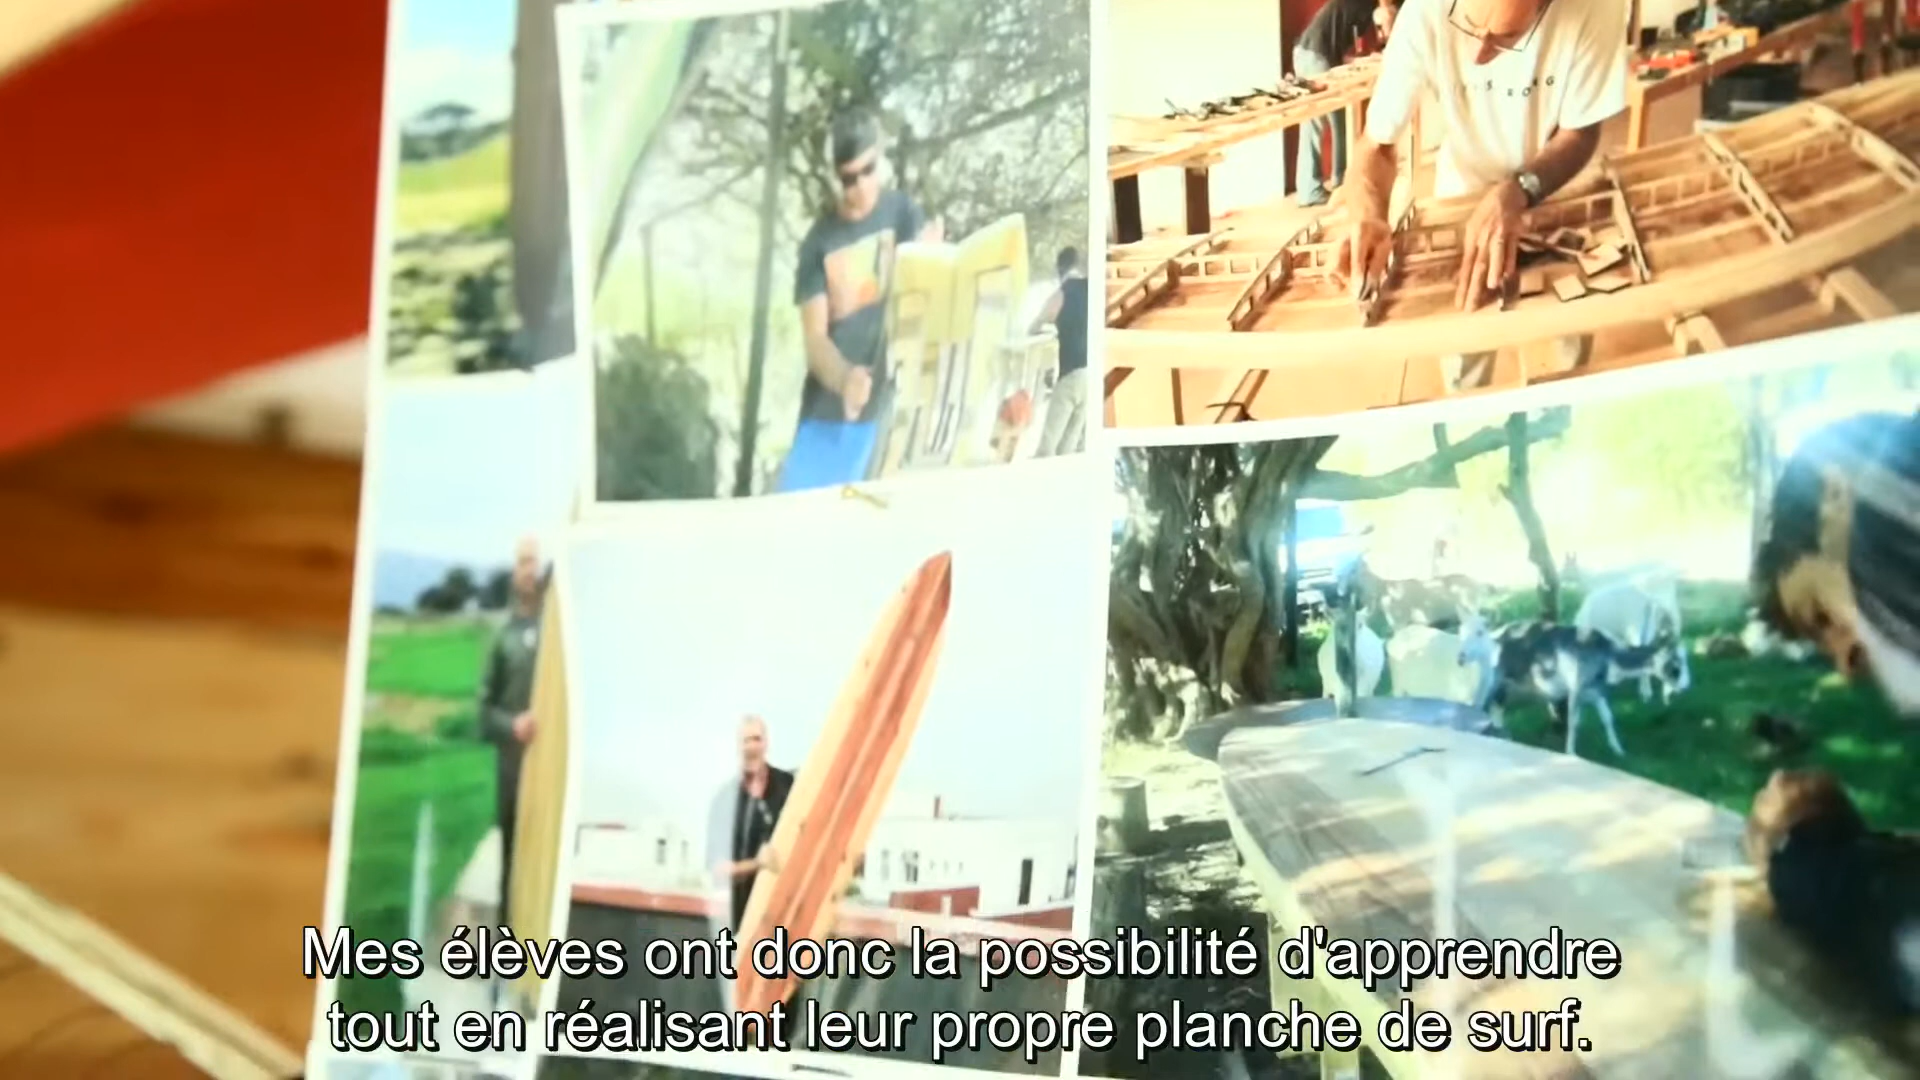 Mes élèves ont donc la possibilité d'apprendre
tout en réalisant leur propre planche de surf.